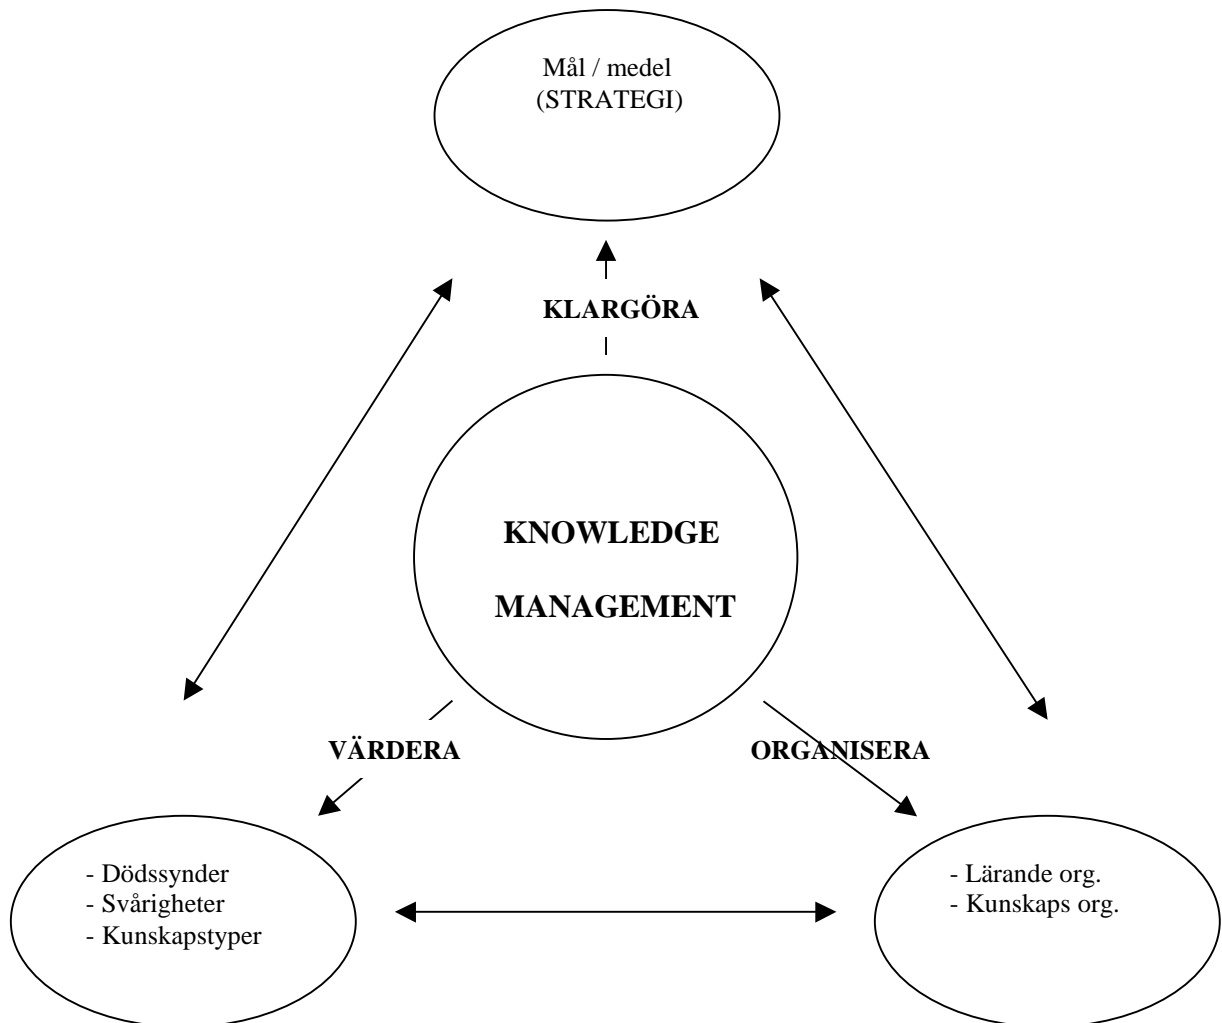 Mål / medel
(STRATEGI)
KLARGÖRA
KNOWLEDGE
MANAGEMENT
VÄRDERA
ORGANISERA
- Dödssynder
- Svårigheter
- Kunskapstyper
- Lärande org.
- Kunskaps org.